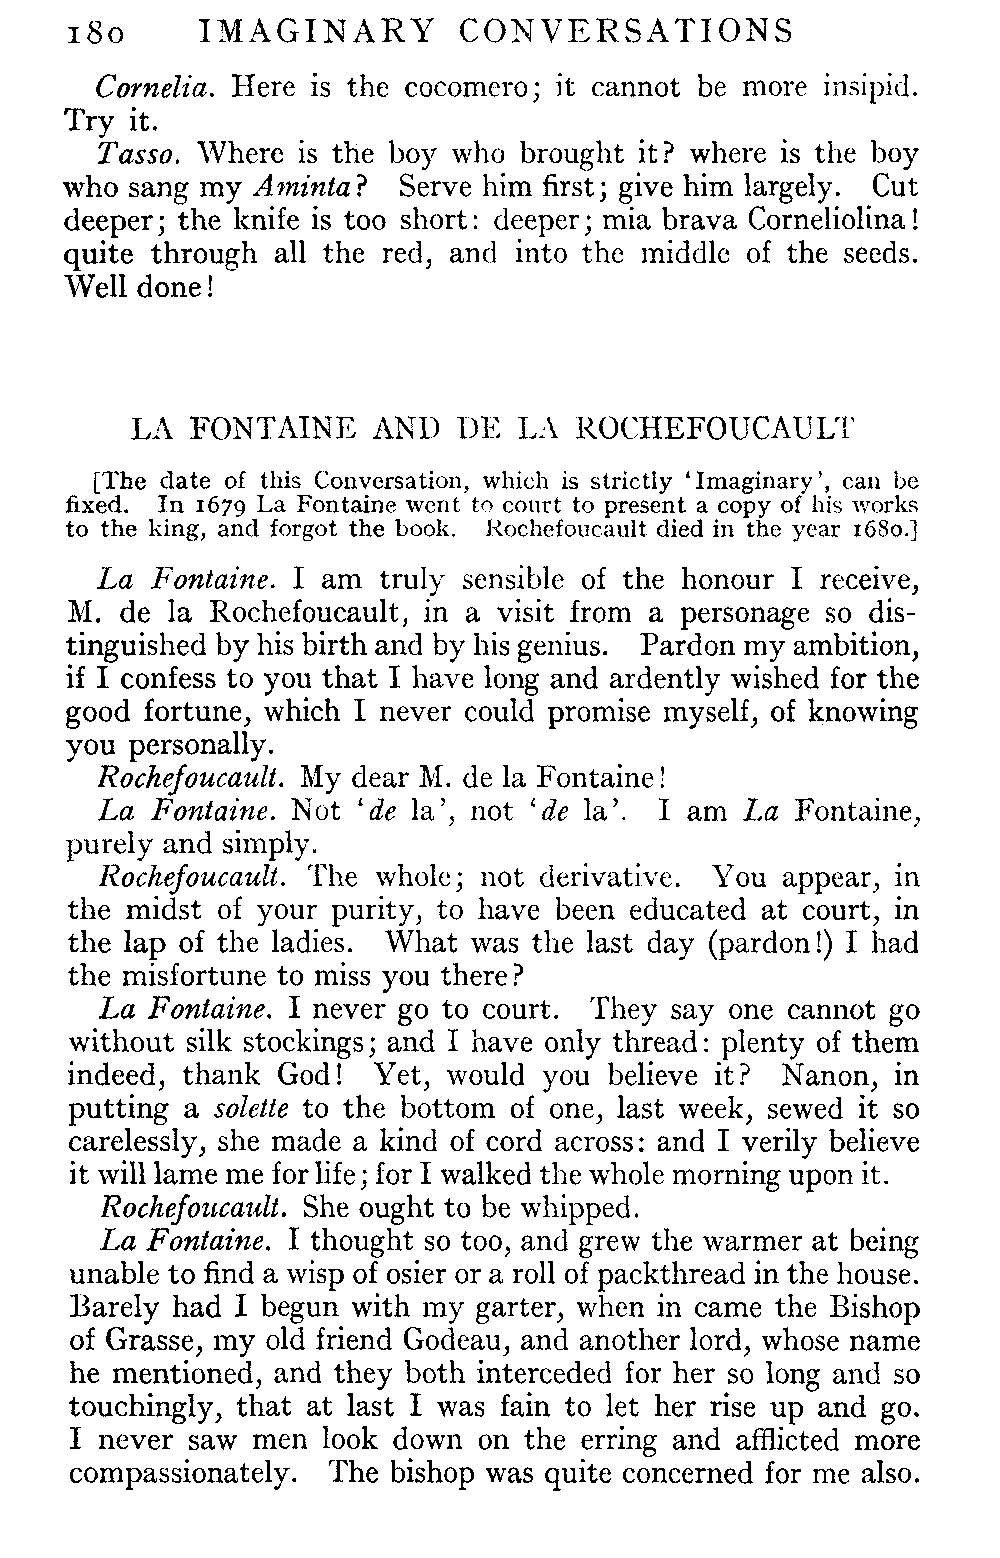 180 IMAGINARY CONVERSATIONS
Cornelia. Here is the cocomero; it cannot be more insipid.
Try it.
Tasso. Where is the boy who brought it? where is the boy
who sang my Aminta? Serve him first; give him largely. Cut
deeper; the knife is too short: deeper; mia brava Corneliolina!
quite through all the red, and into the middle of the seeds.
Well done!
LA FONTAINE AND DE LA ROCHEFOUCAULT
[The date of this Conversation, which is strictly ‘Imaginary’, can be
fixed. In 1679 La Fontaine went to court to present a copy of his works
to the king, and forgot the book. Rochefoucault died in the year 1680.]
La Fontaine. I am truly sensible of the honour I receive,
M. de la Rochefoucault, in a visit from a personage so dis-
tinguished by his birth and by his genius. Pardon my ambition,
if I confess to you that I have long and ardently wished for the
good fortune, which I never could promise myself, of knowing
you personally.
Rochefoucault. My dear M. de la Fontaine!
La Fontaine. Not ‘de la’, not ‘de la’. I am La Fontaine,
purely and simply.
Rochefoucault. The whole; not derivative. You appear, in
the midst of your purity, to have been educated at court, in
the lap of the ladies. What was the last day (pardon!) I had
the misfortune to miss you there?
La Fontaine. I never go to court. They say one cannot go
without silk stockings; and I have only thread: plenty of them
indeed, thank God! Yet, would you believe it? Nanon, in
putting a solette to the bottom of one, last week, sewed it so
carelessly, she made a kind of cord across: and I verily believe
it will lame me for life; for I walked the whole morning upon it.
Rochefoucault. She ought to be whipped.
La Fontaine. I thought so too, and grew the warmer at being
unable to find a wisp of osier or a roll of packthread in the house.
Barely had I begun with my garter, when in came the Bishop
of Grasse, my old friend Godeau, and another lord, whose name
he mentioned, and they both interceded for her so long and so
touchingly, that at last I was fain to let her rise up and go.
I never saw men look down on the erring and afflicted more
compassionately. The bishop was quite concerned for me also.